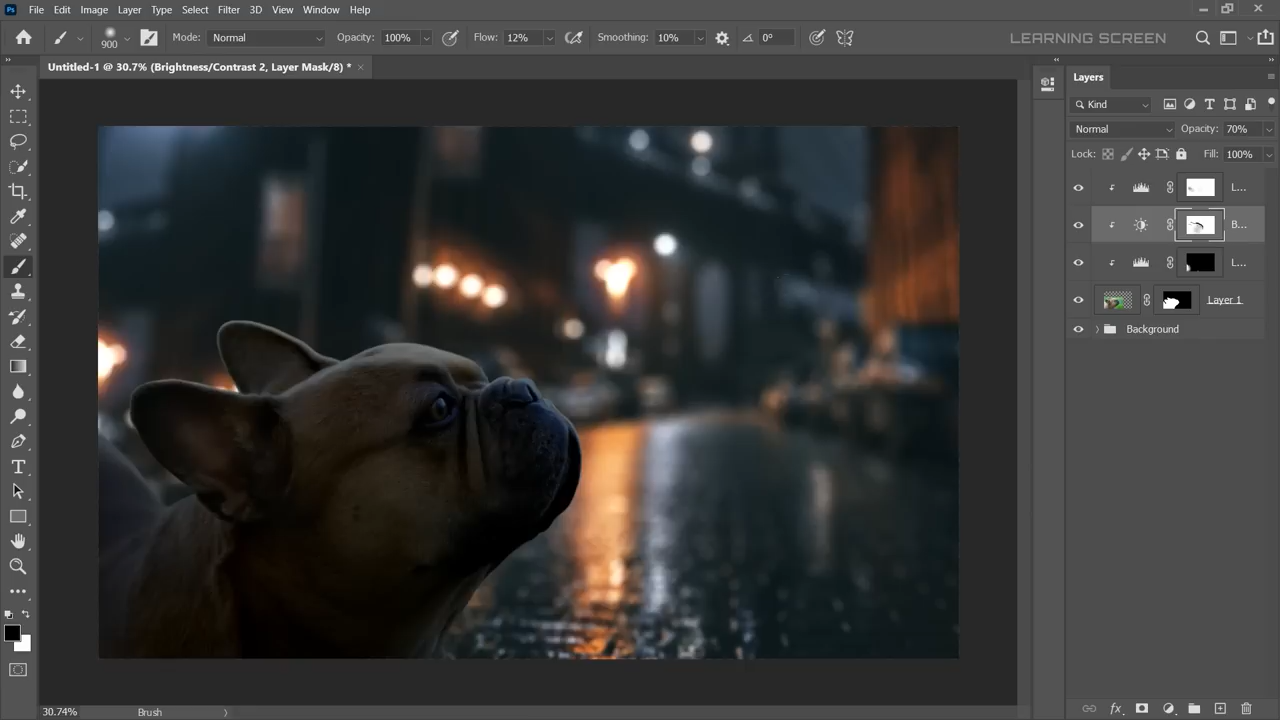 Ps File Edit Image Layer Type Select Filter 3D View Window Help
900 Mode: Normal Opacity: 100% Flow: 12% Smoothing: 10% 0° LEARNING SCREEN
Untitled-1 @ 30.7% (Brightness/Contrast 2, Layer Mask/8) * ×
Layers
Kind
Normal Opacity: 70%
Lock: Fill: 100%
L...
B...
L...
Layer 1
Background
30.74% Brush